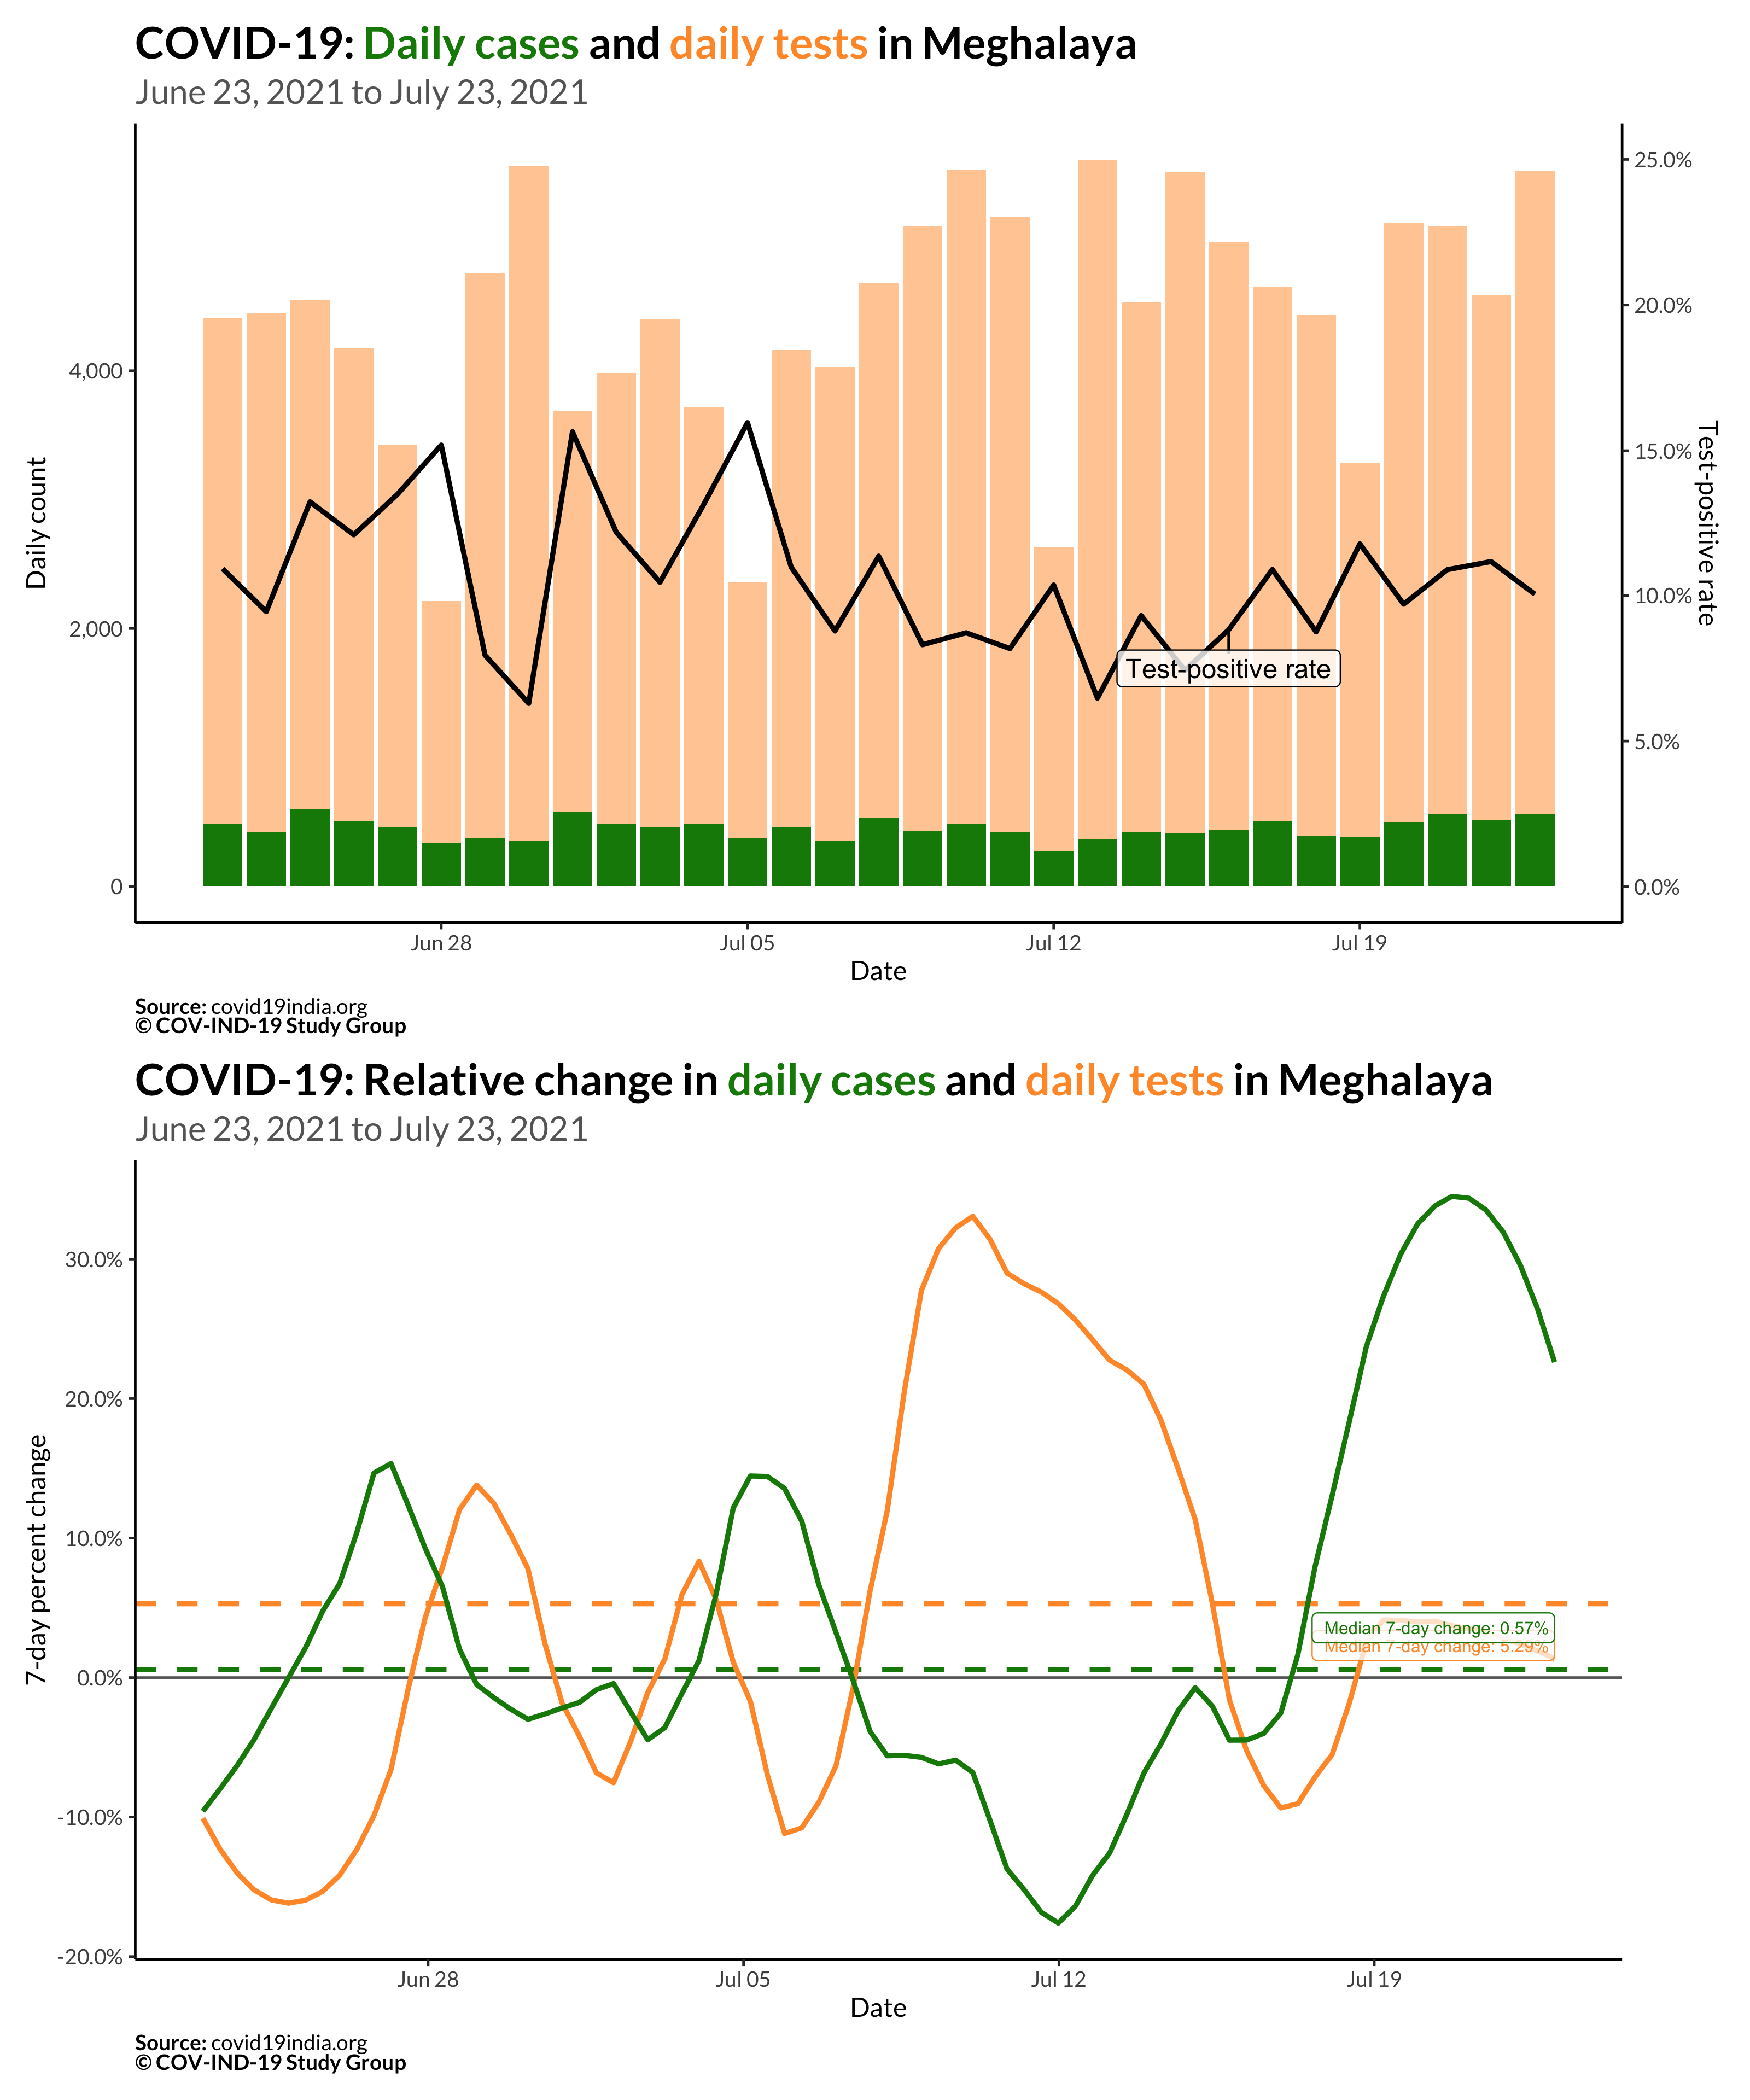 COVID-19: Daily cases and daily tests in Meghalaya
June 23, 2021 to July 23, 2021
Daily count
4,000
2,000
0
25.0%
20.0%
15.0%
10.0%
5.0%
0.0%
Test-positive rate
Test-positive rate
Jun 28
Jul 05
Jul 12
Jul 19
Date
Source: covid19india.org
© COV-IND-19 Study Group
COVID-19: Relative change in daily cases and daily tests in Meghalaya
June 23, 2021 to July 23, 2021
7-day percent change
30.0%
20.0%
10.0%
0.0%
-10.0%
-20.0%
Median 7-day change: 0.57%
Median 7-day change: 5.29%
Jun 28
Jul 05
Jul 12
Jul 19
Date
Source: covid19india.org
© COV-IND-19 Study Group